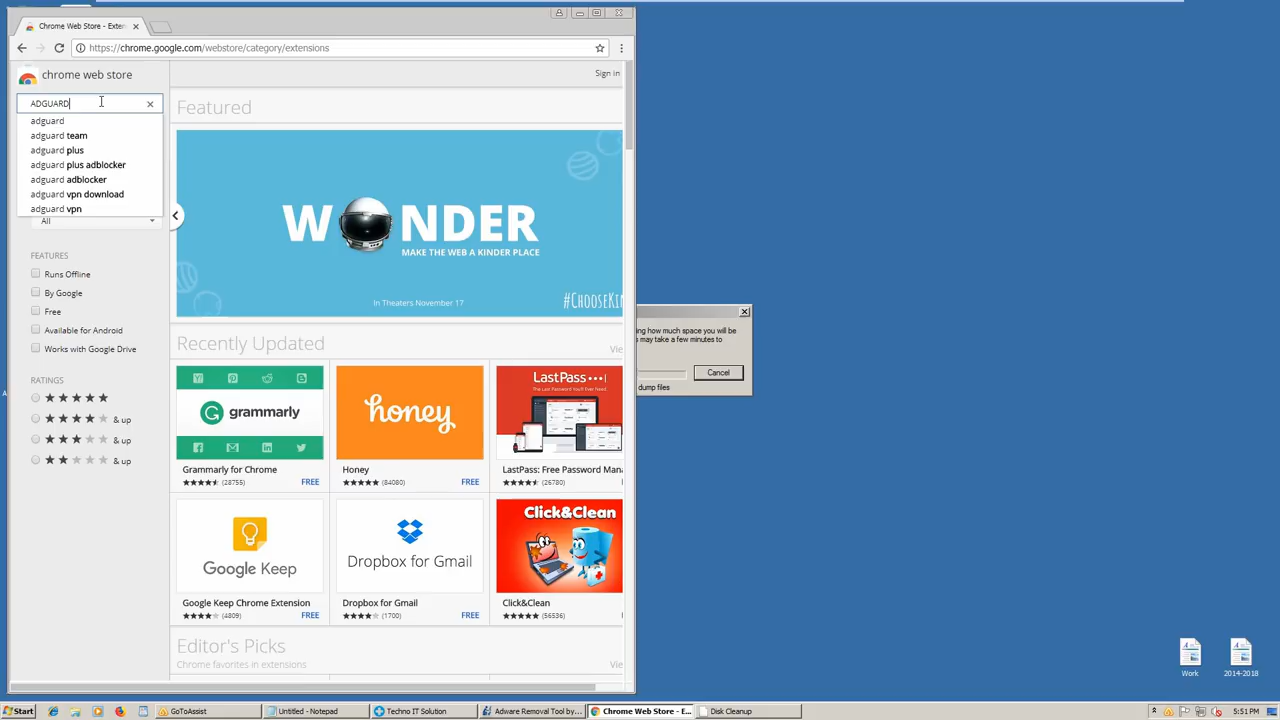 Chrome Web Store - Exten
https://chrome.google.com/webstore/category/extensions
chrome web store
Sign in
ADGUARD
adguard
adguard team
adguard plus
adguard plus adblocker
adguard adblocker
adguard vpn download
adguard vpn
All
FEATURES
Runs Offline
By Google
Free
Available for Android
Works with Google Drive
RATINGS
& up
& up
& up
Featured
WONDER
MAKE THE WEB A KINDER PLACE
In Theaters November 17
#ChooseKin
Recently Updated
Vie
grammarly
honey
LastPass
Grammarly for Chrome
Honey
LastPass: Free Password Man
(28755) FREE
(84080) FREE
(26780)
Google Keep
Dropbox for Gmail
Click&Clean
Google Keep Chrome Extension
Dropbox for Gmail
Click&Clean
(4809) FREE
(1700) FREE
(56536)
Editor's Picks
Chrome favorites in extensions
Vie
ing how much space you will be
s may take a few minutes to
Cancel
dump files
Work
2014-2018
Start
GoToAssist
Untitled - Notepad
Techno IT Solution
Adware Removal Tool by...
Chrome Web Store - E...
Disk Cleanup
5:51 PM